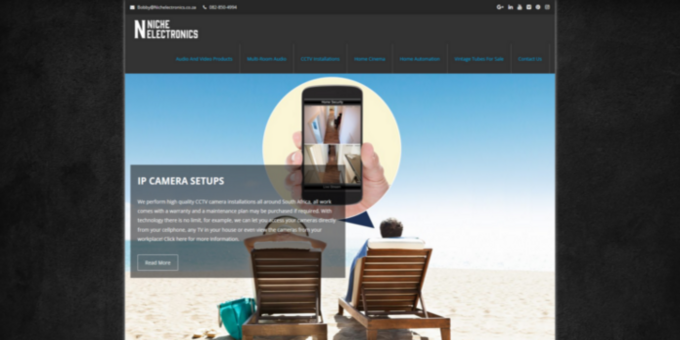 Bobby@Nichelectronics.co.za 082-850-4994
NICHE
ELECTRONICS
Audio And Video Products Multi Room Audio CCTV Installations Home Cinema Home Automation Vintage Tubes For Sale Contact Us
Home Security
IP CAMERA SETUPS
We perform high quality CCTV camera installations all around South Africa, all work
comes with a warranty and a maintenance plan may be purchased if required. With
technology there is no limit, for example, we can let you access your cameras directly
from your cellphone, any TV in your house or even view the cameras from your
workplace! Click here for more information.
Read More